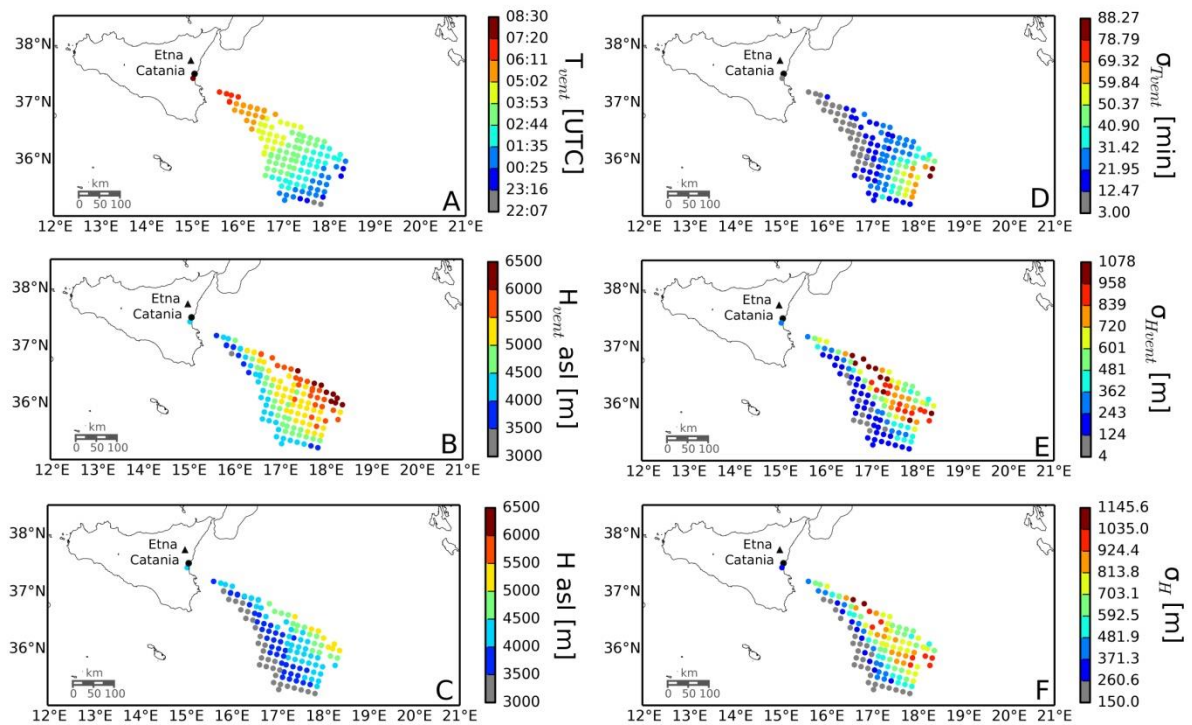 38°N
37°N
36°N
12°E 13°E 14°E 15°E 16°E 17°E 18°E 19°E 20°E 21°E
Etna
Catania
km
0 50 100
A
08:30
07:20
06:11
05:02
03:53
02:44
01:35
00:25
23:16
22:07
Tvent [UTC]
38°N
37°N
36°N
12°E 13°E 14°E 15°E 16°E 17°E 18°E 19°E 20°E 21°E
Etna
Catania
km
0 50 100
D
88.27
78.79
69.32
59.84
50.37
40.90
31.42
21.95
12.47
3.00
σTvent [min]
38°N
37°N
36°N
12°E 13°E 14°E 15°E 16°E 17°E 18°E 19°E 20°E 21°E
Etna
Catania
km
0 50 100
B
6500
6000
5500
5000
4500
4000
3500
3000
Hvent asl [m]
38°N
37°N
36°N
12°E 13°E 14°E 15°E 16°E 17°E 18°E 19°E 20°E 21°E
Etna
Catania
km
0 50 100
E
1078
958
839
720
601
481
362
243
124
4
σHvent [m]
38°N
37°N
36°N
12°E 13°E 14°E 15°E 16°E 17°E 18°E 19°E 20°E 21°E
Etna
Catania
km
0 50 100
C
6500
6000
5500
5000
4500
4000
3500
3000
H asl [m]
38°N
37°N
36°N
12°E 13°E 14°E 15°E 16°E 17°E 18°E 19°E 20°E 21°E
Etna
Catania
km
0 50 100
F
1145.6
1035.0
924.4
813.8
703.1
592.5
481.9
371.3
260.6
150.0
σH [m]